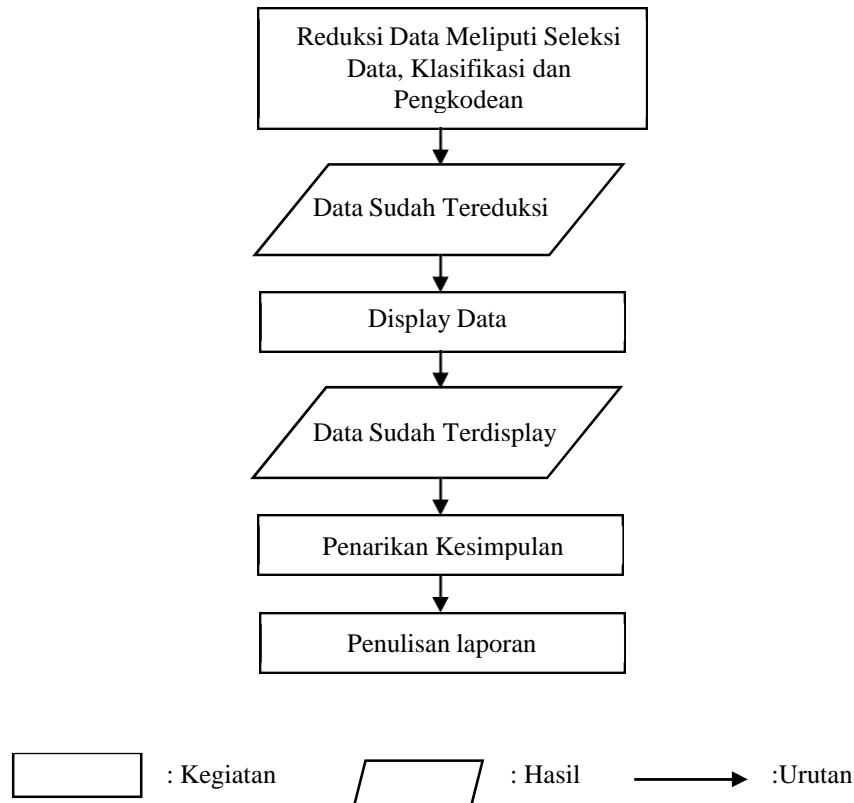 Reduksi Data Meliputi Seleksi
Data, Klasifikasi dan
Pengkodean
Data Sudah Tereduksi
Display Data
Data Sudah Terdisplay
Penarikan Kesimpulan
Penulisan laporan
: Kegiatan
: Hasil
:Urutan